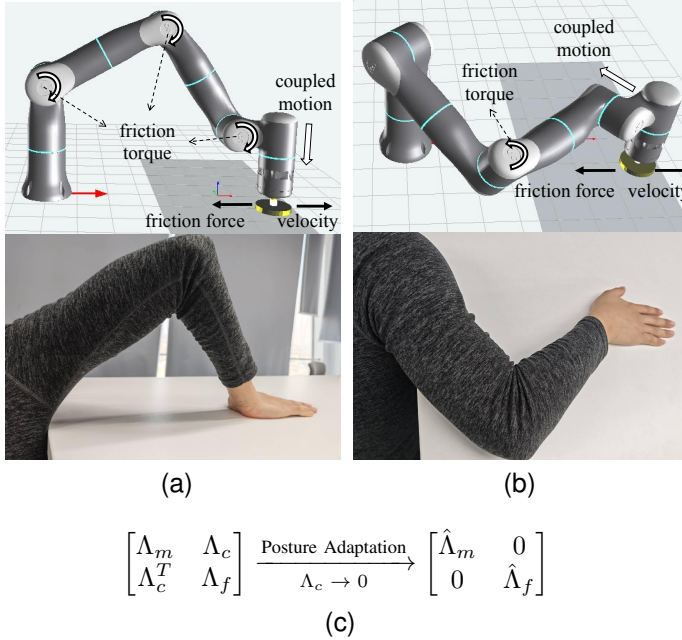 coupled
motion
friction
torque
friction force
velocity
coupled
motion
friction
torque
friction force
velocity
(a)
(b)
[Λ_m Λ_c] Posture Adaptation [Λ̂_m 0]
[Λ_c^T Λ_f] Λ_c → 0 [0 Λ̂_f]
(c)